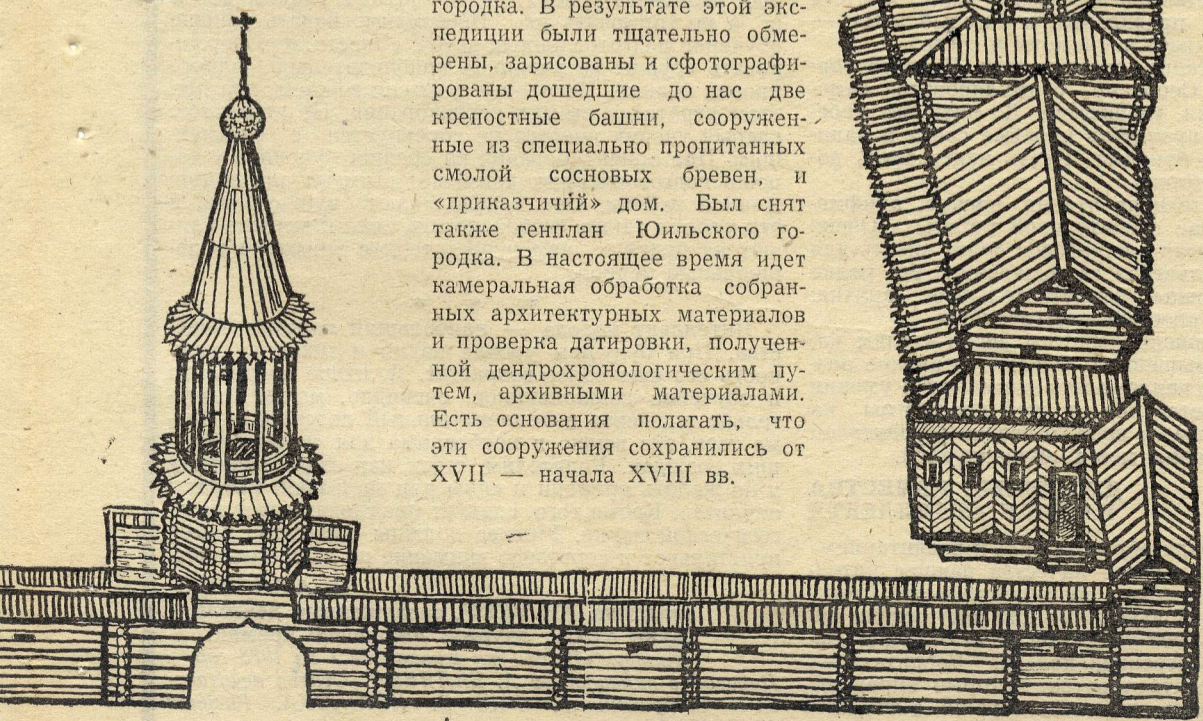 городка. В результате этой экс-
педиции были тщательно обме-
рены, зарисованы и сфотографи-
рованы дошедшие до нас две
крепостные башни, сооружен-
ные из специально пропитанных
смолой сосновых бревен, и
«приказчичий» дом. Был снят
также генплан Юильского го-
родка. В настоящее время идет
камеральная обработка собран-
ных архитектурных материалов
и проверка датировки, получен-
ной дендрохронологическим пу-
тем, архивными материалами.
Есть основания полагать, что
эти сооружения сохранились от
XVII — начала XVIII вв.